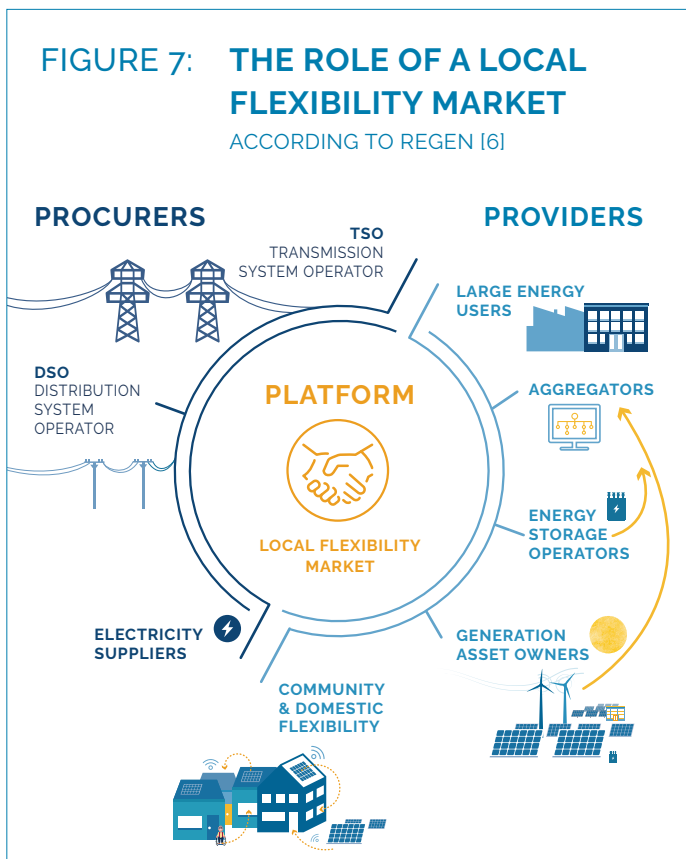 FIGURE 7: THE ROLE OF A LOCAL
FLEXIBILITY MARKET
ACCORDING TO REGEN [6]
PROCURERS
PROVIDERS
TSO
TRANSMISSION
SYSTEM OPERATOR
LARGE ENERGY
USERS
DSO
DISTRIBUTION
SYSTEM
OPERATOR
PLATFORM
LOCAL FLEXIBILITY
MARKET
AGGREGATORS
ENERGY
STORAGE
OPERATORS
ELECTRICITY
SUPPLIERS
GENERATION
ASSET OWNERS
COMMUNITY
& DOMESTIC
FLEXIBILITY